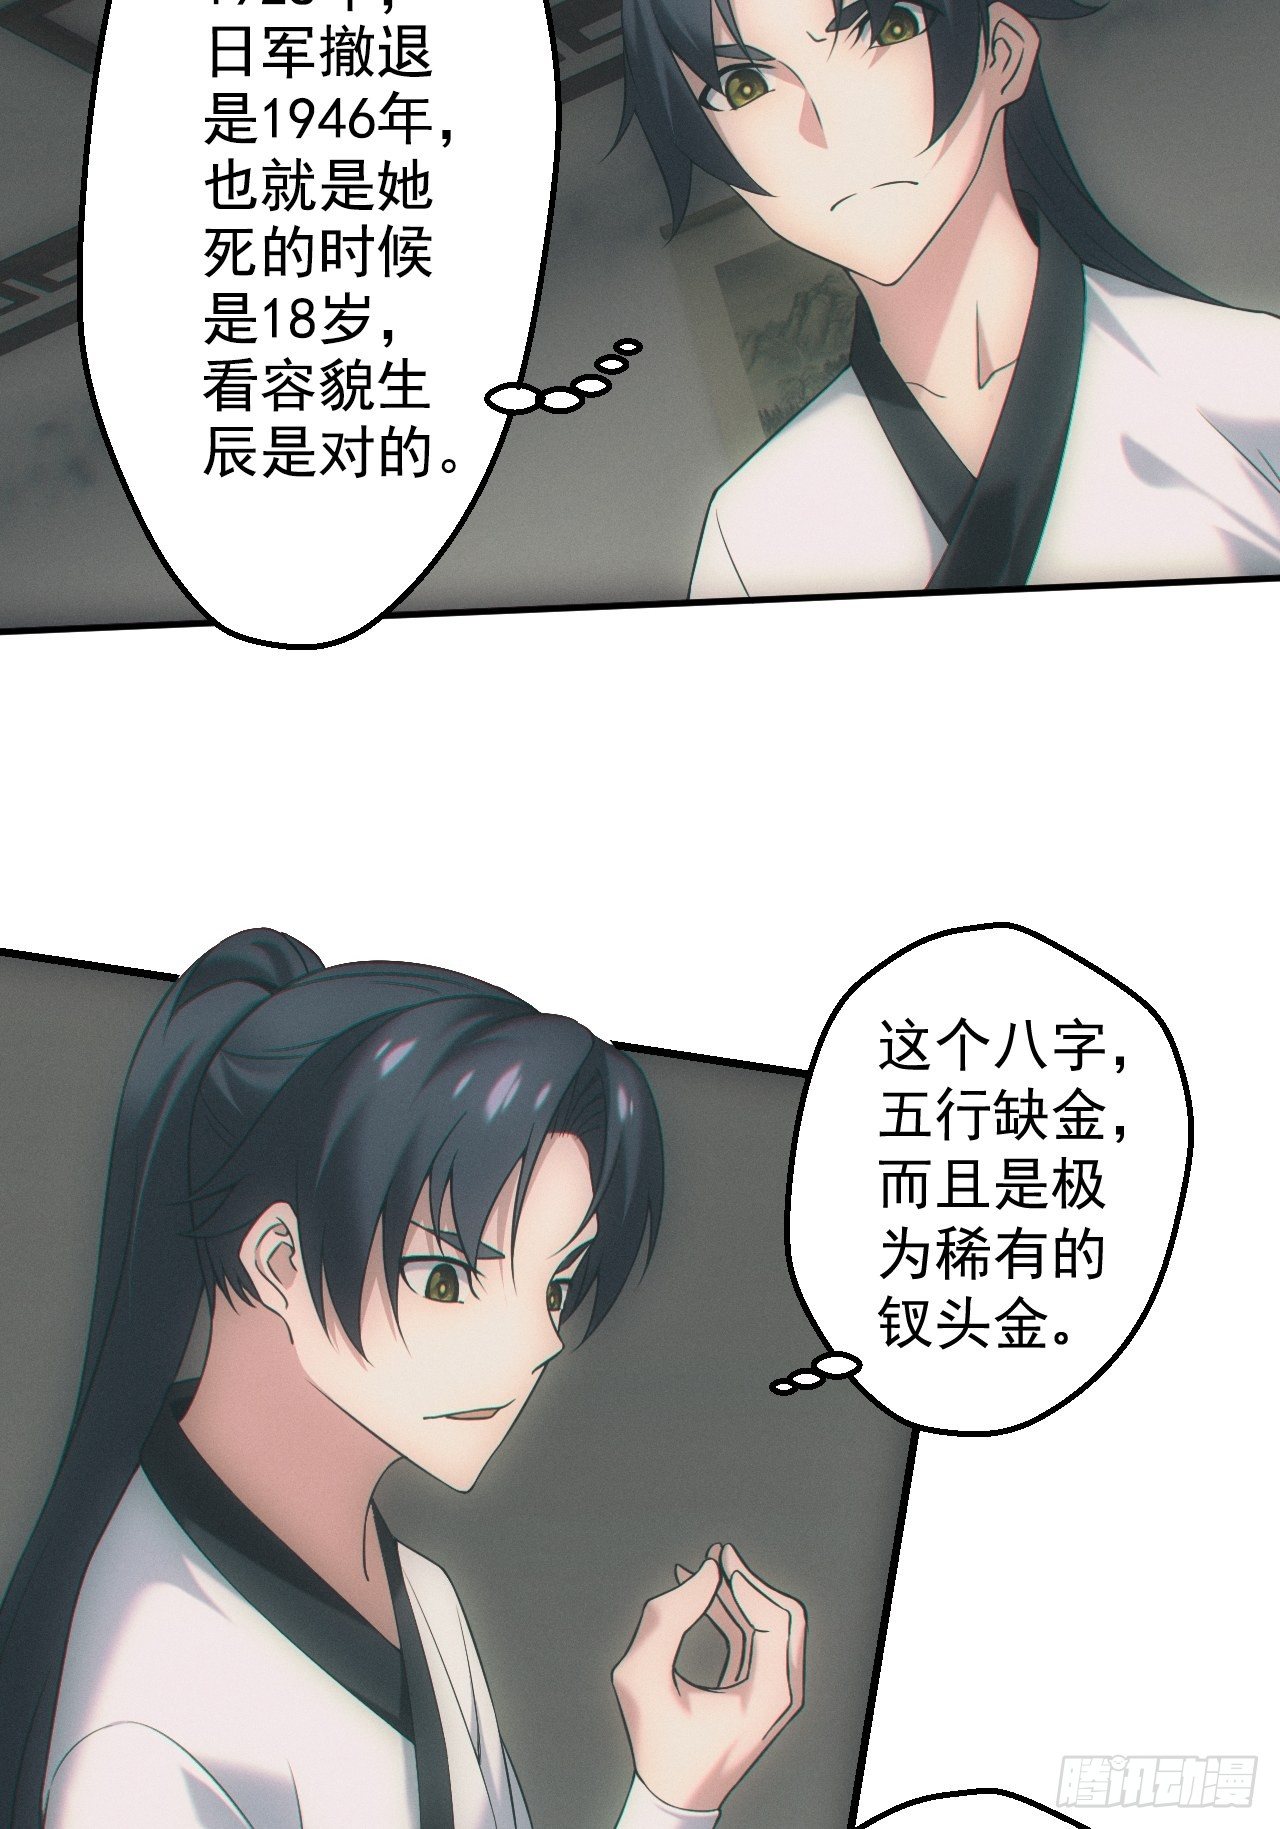 日军撤退
是1946年，
也就是她
死的时候
是18岁，
看容貌生
辰是对的。
这个八字，
五行缺金，
而且是极
为稀有的
钗头金。
腾讯动漫